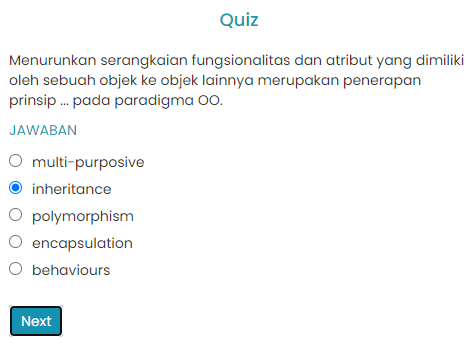 Quiz
Menurunkan serangkaian fungsionalitas dan atribut yang dimiliki
oleh sebuah objek ke objek lainnya merupakan penerapan
prinsip ... pada paradigma OO.
JAWABAN
multi-purposive
inheritance
polymorphism
encapsulation
behaviours
Next